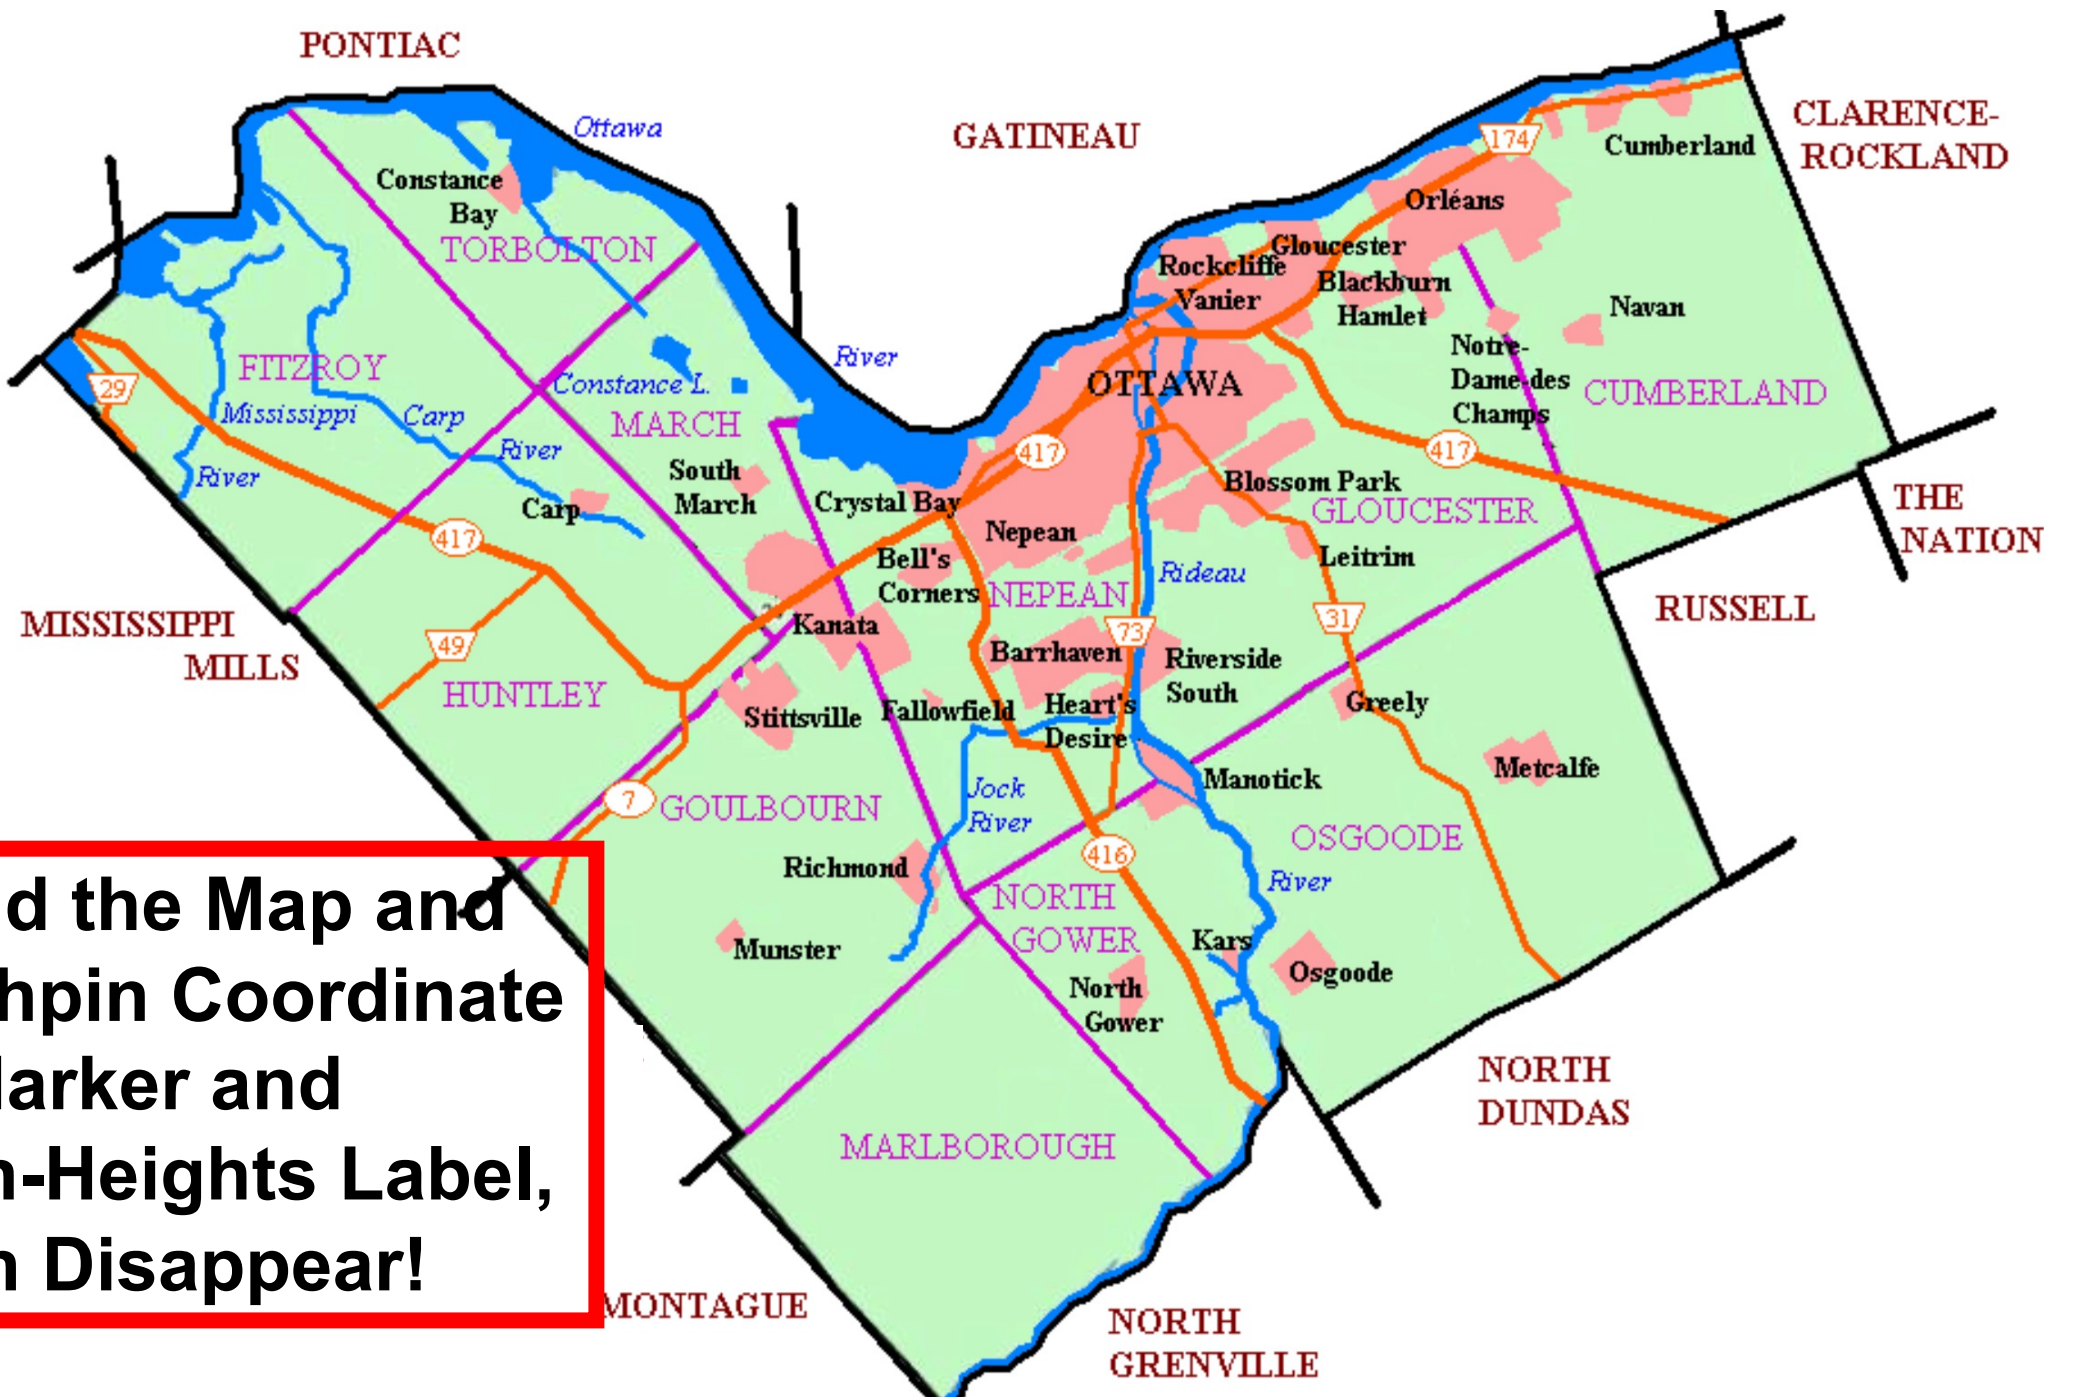 PONTIAC
Ottawa
GATINEAU
174
CLARENCE-
ROCKLAND
Cumberland
Constance
Bay
TORBOLTON
Orléans
Gloucester
Rockcliffe
Vanier
Blackburn
Hamlet
Navan
River
Notre-
Dame-des
Champs
CUMBERLAND
FITZROY
29
Mississippi
River
Carp
River
Constance L.
MARCH
OTTAWA
417
417
South
March
Crystal Bay
Blossom Park
GLOUCESTER
THE
NATION
Carp
417
Nepean
Bell's
Corners
NEPEAN
Rideau
Leitrim
RUSSELL
MISSISSIPPI
MILLS
49
Kanata
73
31
HUNTLEY
Barrhaven
Riverside
South
Stittsville
Fallowfield
Heart's
Desire
Greely
Metcalfe
7
GOULBOURN
Jock
River
Manotick
OSGOODE
416
Richmond
River
NORTH
GOWER
Munster
Kars
Osgoode
North
Gower
d the Map and
hpin Coordinate
arker and
-Heights Label,
Disappear!
NORTH
DUNDAS
MARLBOROUGH
MONTAGUE
NORTH
GRENVILLE